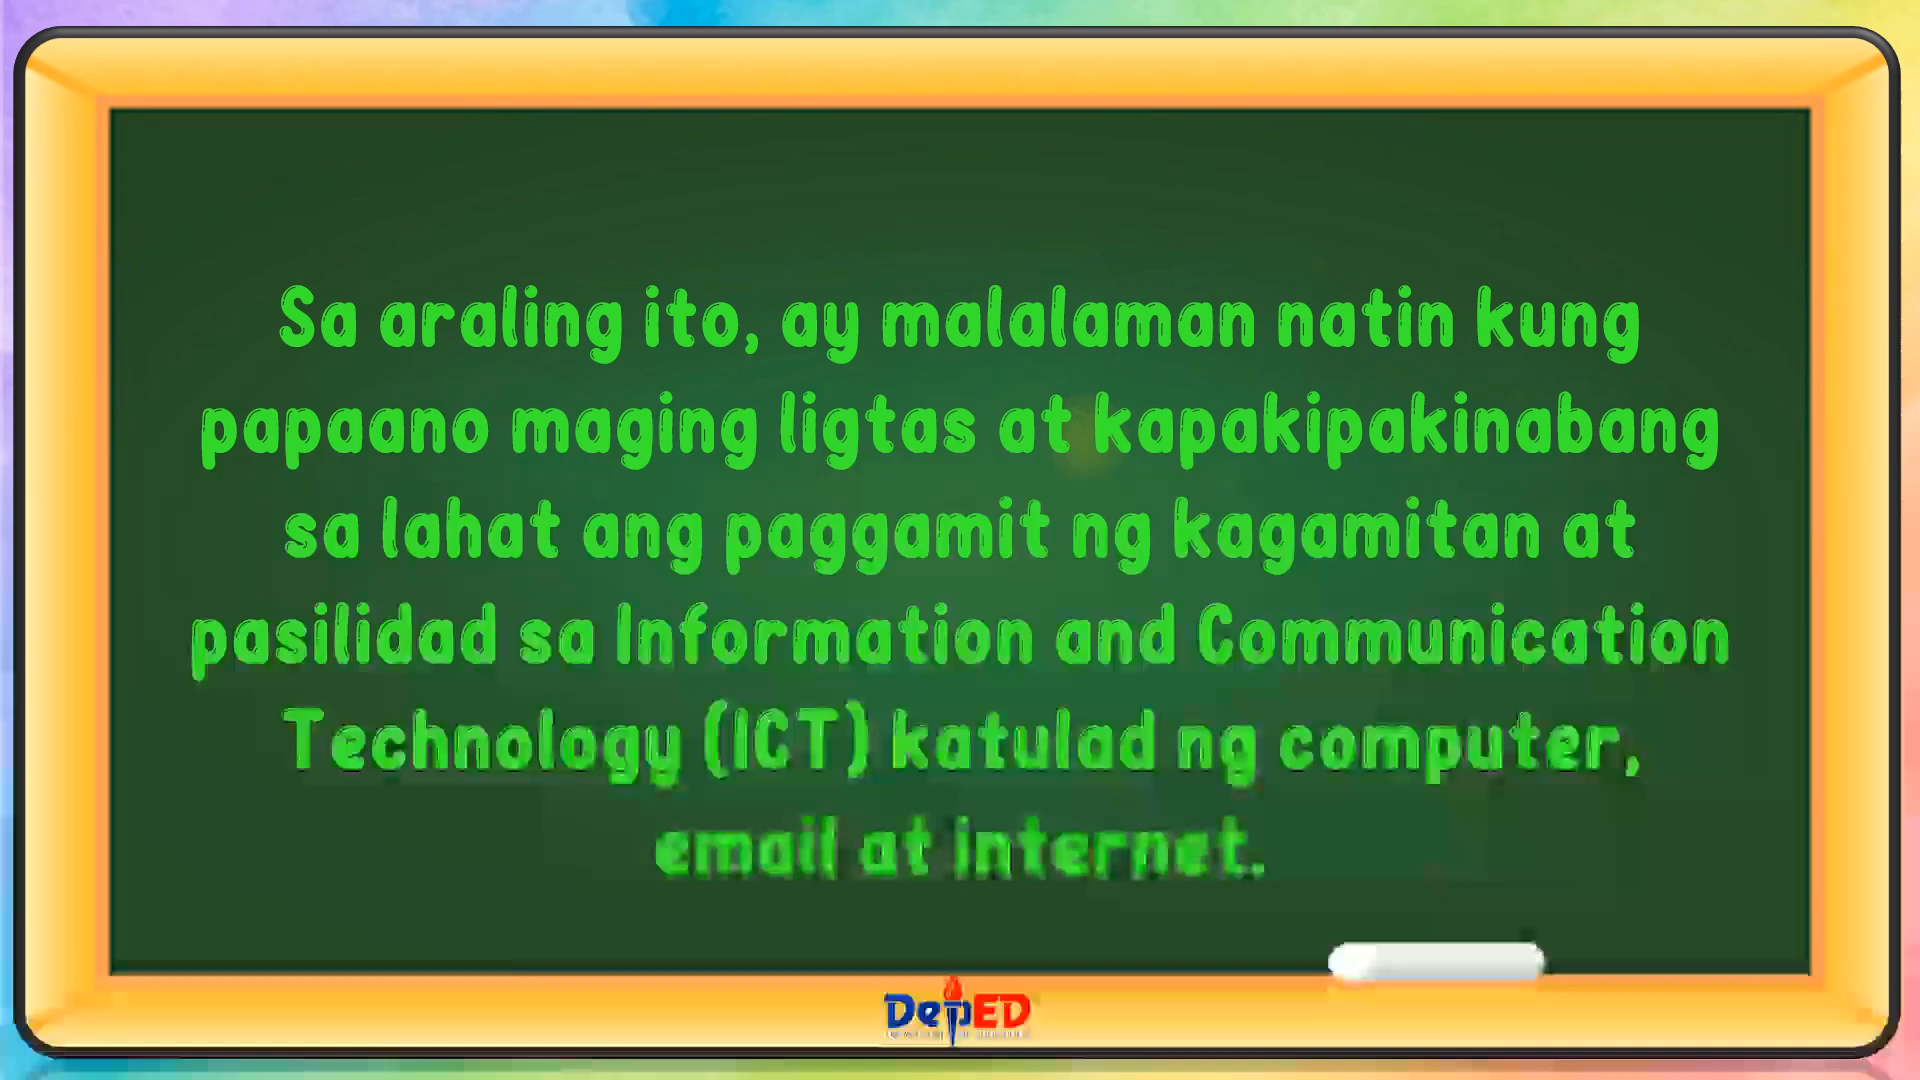 Sa araling ito, ay malalaman natin kung
papaano maging ligtas at kapakipakinabang
sa lahat ang paggamit ng kagamitan at
pasilidad sa Information and Communication
Technology (ICT) katulad ng computer,
email at internet.
DepED